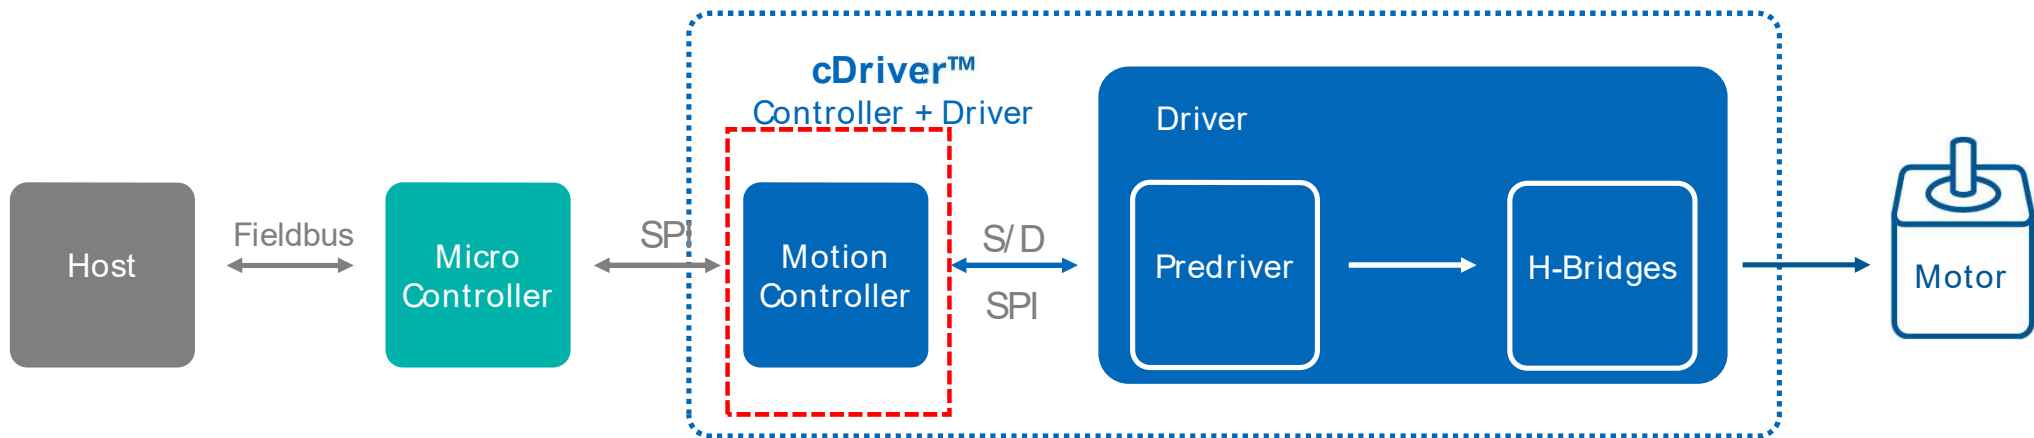 cDriver™
Controller + Driver
Driver
Host
Fieldbus
Micro
Controller
SPI
Motion
Controller
S/D
SPI
Predriver
H-Bridges
Motor